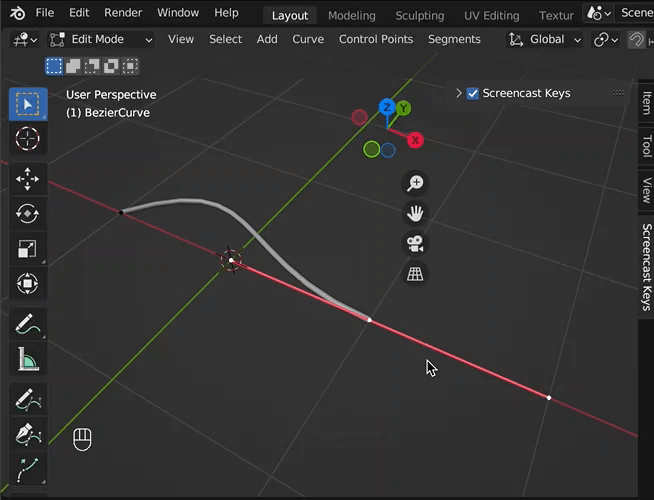 File Edit Render Window Help Layout Modeling Sculpting UV Editing Textur Scene
Edit Mode View Select Add Curve Control Points Segments Global
User Perspective
(1) BezierCurve
Screencast Keys
Z
Y
X
Item
Tool
View
Screencast Keys